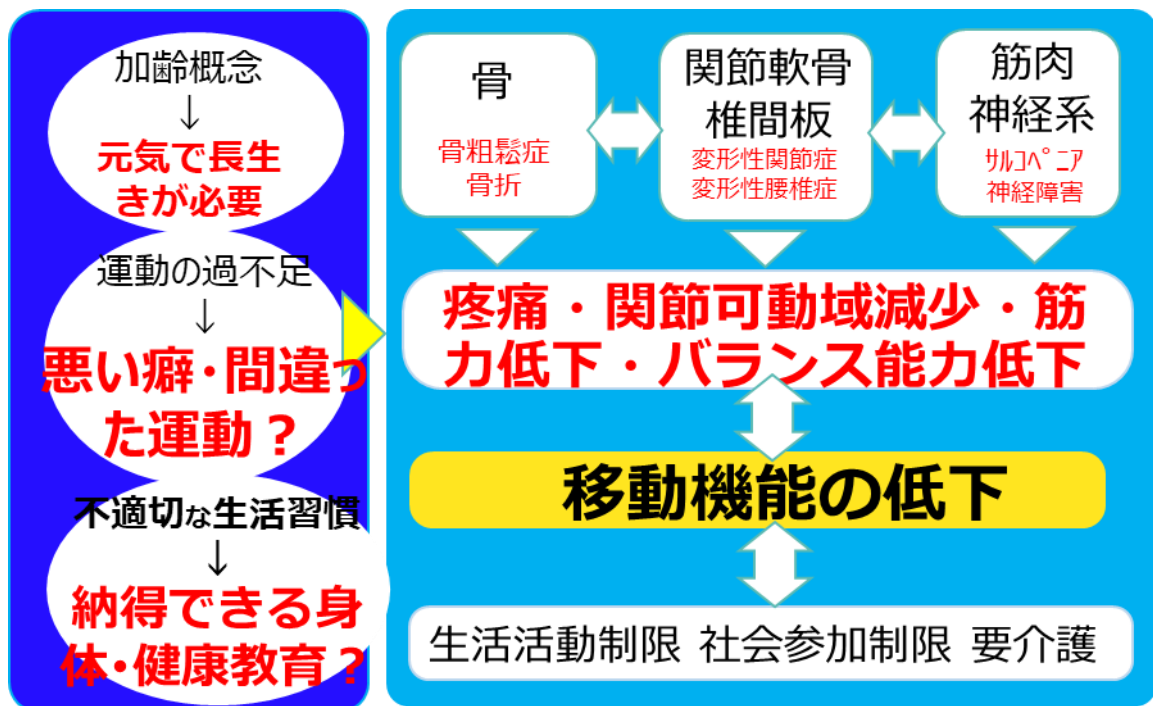 加齢概念
↓
元気で長生
きが必要
運動の過不足
↓
悪い癖・間違っ
た運動？
不適切な生活習慣
↓
納得できる身
体・健康教育？
骨
骨粗鬆症
骨折
関節軟骨
椎間板
変形性関節症
変形性腰椎症
筋肉
神経系
ｻﾙｺﾍﾟﾆｱ
神経障害
疼痛・関節可動域減少・筋
力低下・バランス能力低下
移動機能の低下
生活活動制限 社会参加制限 要介護